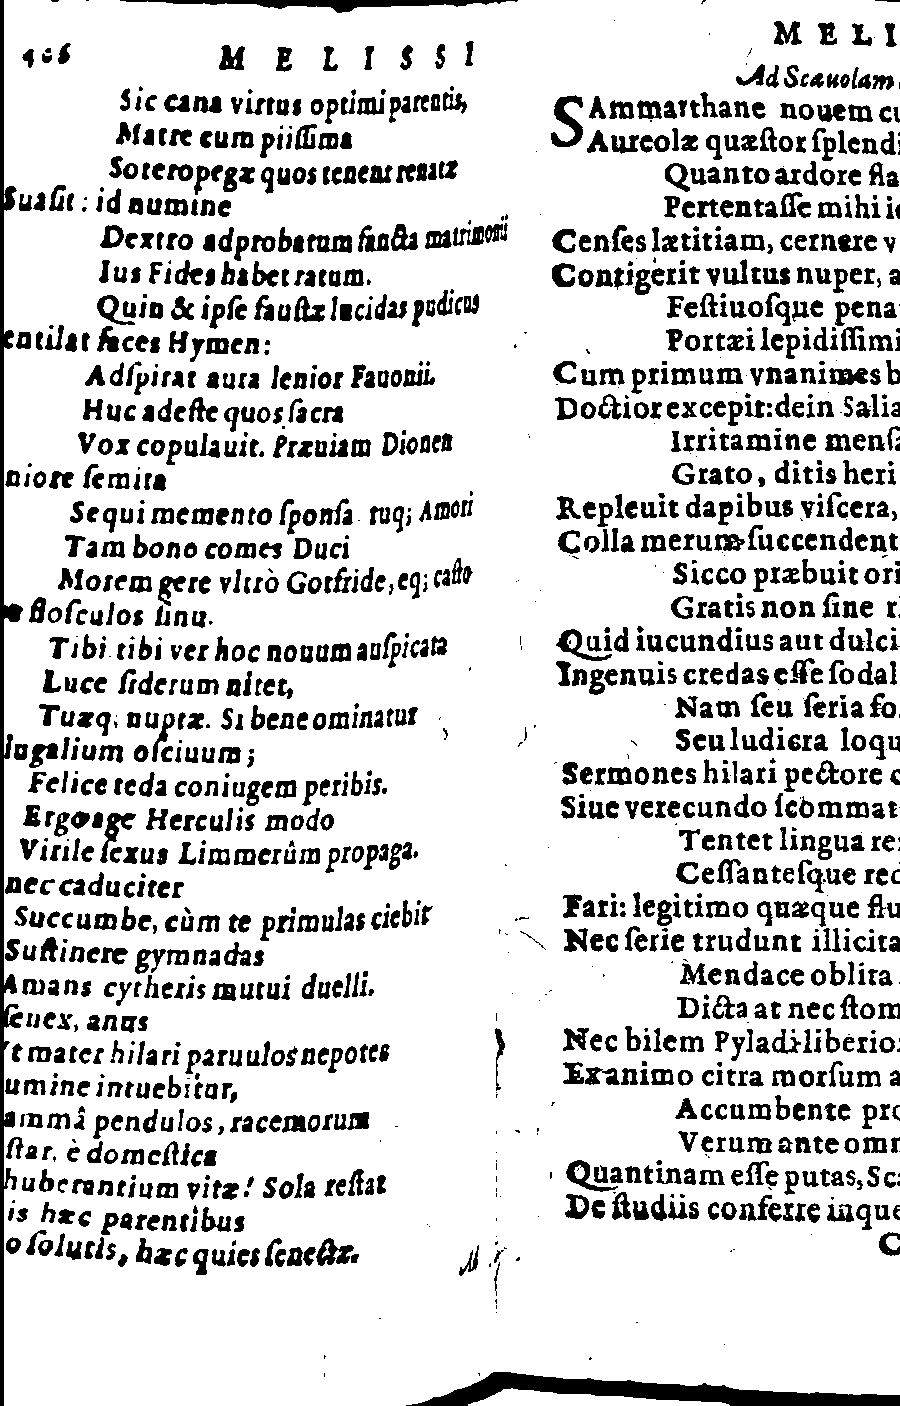 406 MELISSI
Sic cana virtus optimi parentis,
Matre cum piiſſima
Soteropegæ quos tenent renatæ
Suaſit: id numine
Dextro adprobatum ſancta matrimonii
Ius Fides habet ratum.
Quin & ipſe fauſtæ lucidas pudicus
entilat faces Hymen:
Adſpirat aura lenior Fauonii.
Huc adeſte quos ſacra
Vox copulauit. Præuiam Dionen
niore ſemita
Sequi memento ſponſa tuq; Amori
Tam bono comes Duci
Morem gere vltrò Gotfride, eq; caſto
floſculos ſinu.
Tibi tibi ver hoc nouum auſpicata
Luce ſiderum nitet,
Tuæq; nuptæ. Si bene ominatur
iugalium oſcinum;
Felice teda coniugem peribis.
Ergo age Herculis modo
Virile ſexus Limmerûm propaga.
nec caduciter
Succumbe, cùm te primulas ciebit
Suſtinere gymnadas
Amans cytheris mutui duelli.
ſenex, anus
t mater hilari paruulos nepotes
umine intuebitur,
ammâ pendulos, racemorum
ſtar, è domeſtica
huberantium vitæ! Sola reſtat
is hæc parentibus
o ſolutis, hæc quies ſenectæ.
MELI
Ad Scæuolam
SAmmarthane nouem cu
Aureolæ quæſtor ſplendi
Quanto ardore fla
Pertentaſſe mihi ie
Cenſes lætitiam, cernere v
Contigerit vultus nuper, a
Feſtiuoſque pena
Portæi lepidiſſimi
Cum primum vnanimes b
Doctior excepit: dein Salia
Irritamine menſa
Grato, ditis heri
Repleuit dapibus viſcera,
Colla merum ſuccendent
Sicco præbuit ori
Gratis non ſine r
Quid iucundius aut dulci
Ingenuis credas eſſe ſodal
Nam ſeu ſeria fo
Seu ludicra loqu
Sermones hilari pectore c
Siue verecundo ſcommat
Tentet lingua re
Ceſſanteſque rec
Fari: legitimo quæque flu
Nec ſerie trudunt illicita
Mendace oblita
Dicta at nec ſtom
Nec bilem Pyladi liberio
Exanimo citra morſum a
Accumbente pro
Verum ante omn
Quantinam eſſe putas, Sca
De ſtudiis conferre inque
C